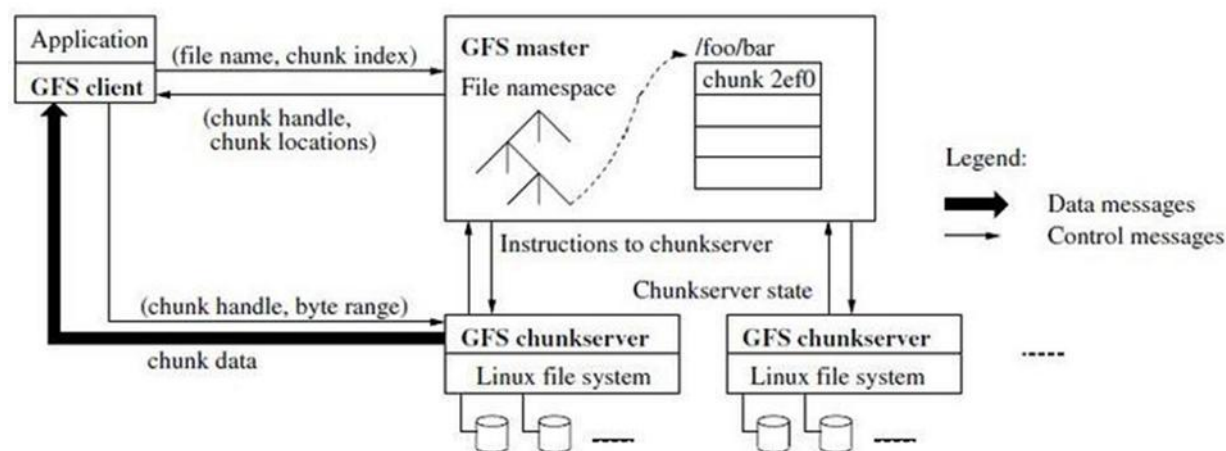 Application
GFS client
(file name, chunk index)
(chunk handle,
chunk locations)
GFS master
File namespace
/foo/bar
chunk 2ef0
Legend:
Data messages
Control messages
Instructions to chunkserver
Chunkserver state
(chunk handle, byte range)
chunk data
GFS chunkserver
Linux file system
GFS chunkserver
Linux file system